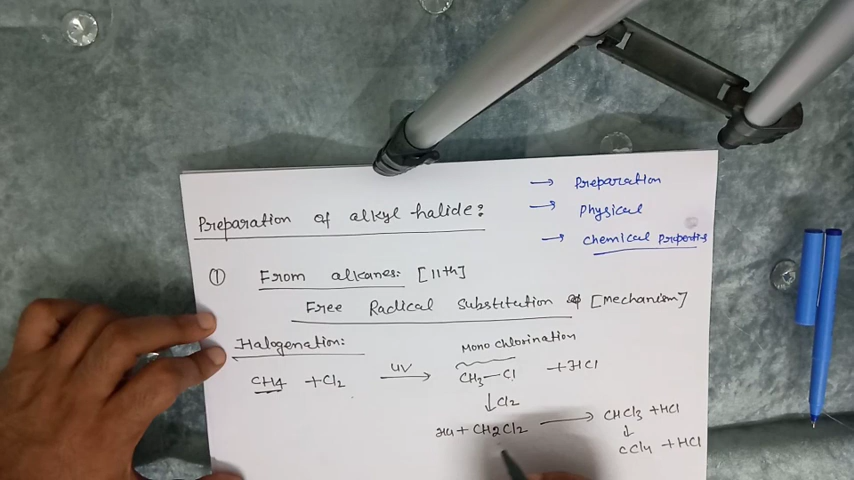 → Preparation
→ Physical
→ Chemical Properties
Preparation of alkyl halide:
① From alkanes: [11th]
Free Radical Substitution [Mechanism]
Halogenation:
Mono chlorination
CH4 + Cl2 UV→ CH3—Cl + HCl
↓ Cl2
HCl + CH2Cl2 → CHCl3 + HCl
↓
CCl4 + HCl